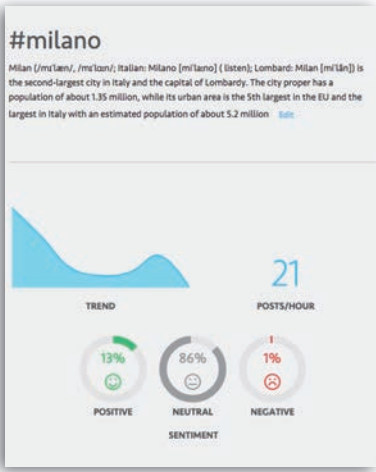 #milano
Milan (/mɪˈlæn/, /mɪˈlɑːn/; Italian: Milano [miˈlaːno] ( listen); Lombard: Milan [miˈlãn]) is
the second-largest city in Italy and the capital of Lombardy. The city proper has a
population of about 1.35 million, while its urban area is the 5th largest in the EU and the
largest in Italy with an estimated population of about 5.2 million Edit
21
TREND
POSTS/HOUR
13%
86%
1%
POSITIVE
NEUTRAL
NEGATIVE
SENTIMENT